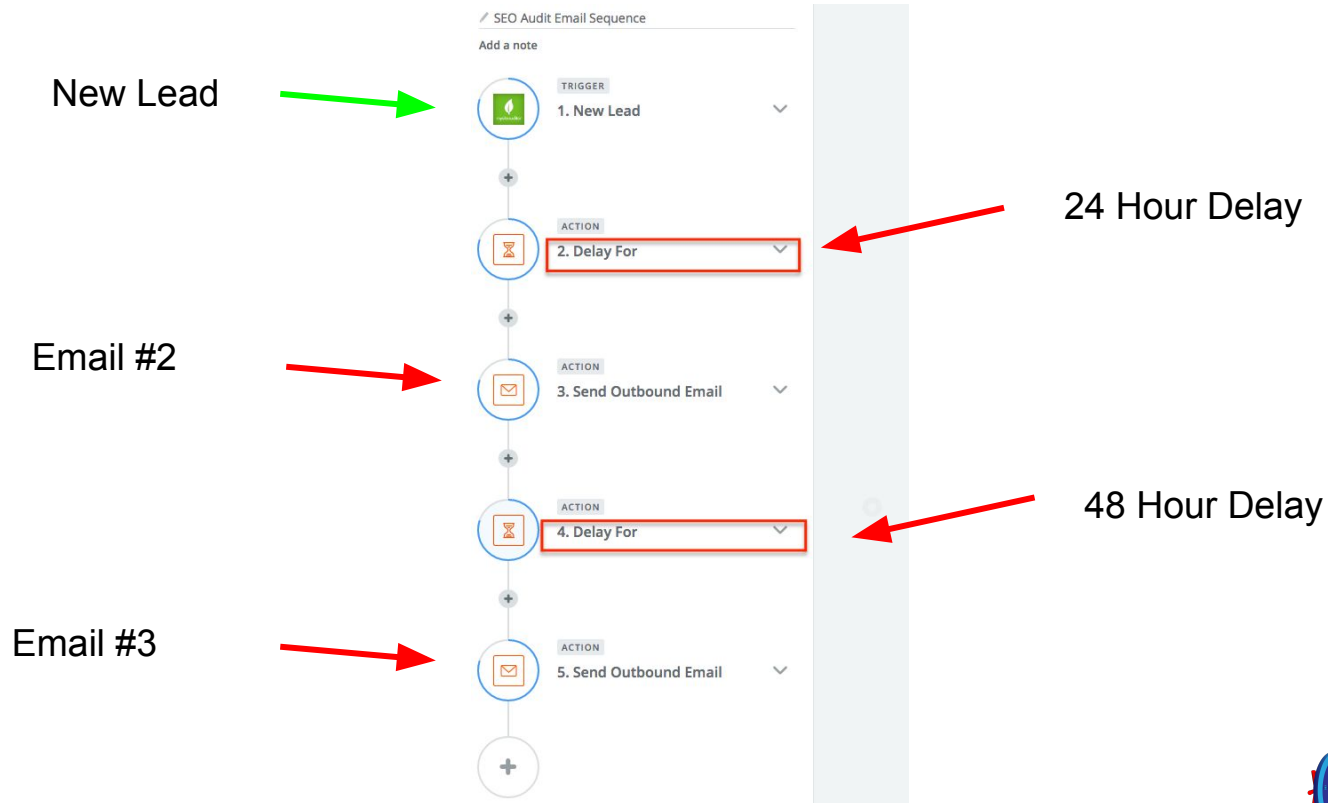 SEO Audit Email Sequence
Add a note
New Lead
TRIGGER
1. New Lead
24 Hour Delay
ACTION
2. Delay For
Email #2
ACTION
3. Send Outbound Email
48 Hour Delay
ACTION
4. Delay For
Email #3
ACTION
5. Send Outbound Email